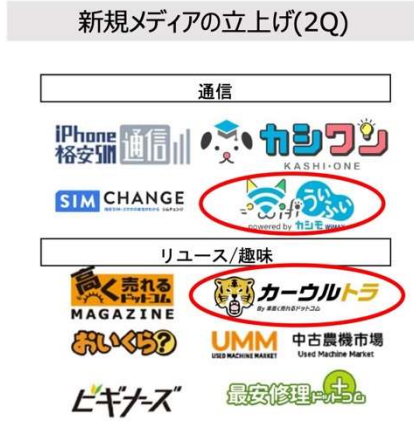 新規メディアの立上げ(2Q)
通信
iPhone
格安SIM 通信
カシワン
KASHI・ONE
SIM CHANGE
wifi うぃふぃ
powered by カシモ WiMAX
リユース/趣味
高く売れる
ドットコム
MAGAZINE
カーウルトラ
By 車高く売れるドットコム
おいくら?
UMM
USED MACHINE MARKET
中古農機市場
Used Machine Market
ビギナーズ
最安修理ドットコム